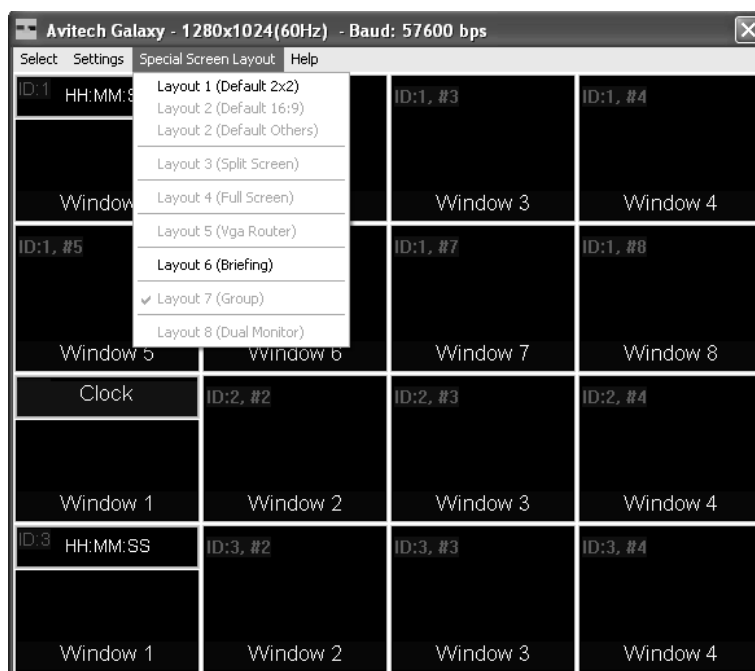 Avitech Galaxy - 1280x1024(60Hz) - Baud: 57600 bps
Select Settings Special Screen Layout Help
Layout 1 (Default 2x2)
Layout 2 (Default 16:9)
Layout 2 (Default Others)
Layout 3 (Split Screen)
Layout 4 (Full Screen)
Layout 5 (Vga Router)
Layout 6 (Briefing)
Layout 7 (Group)
Layout 8 (Dual Monitor)
ID:1 HH:MM:S ID:1, #3 ID:1, #4
Window Window 3 Window 4
ID:1, #5 ID:1, #7 ID:1, #8
Window 5 Window 6 Window 7 Window 8
Clock ID:2, #2 ID:2, #3 ID:2, #4
Window 1 Window 2 Window 3 Window 4
ID:3 HH:MM:SS ID:3, #2 ID:3, #3 ID:3, #4
Window 1 Window 2 Window 3 Window 4